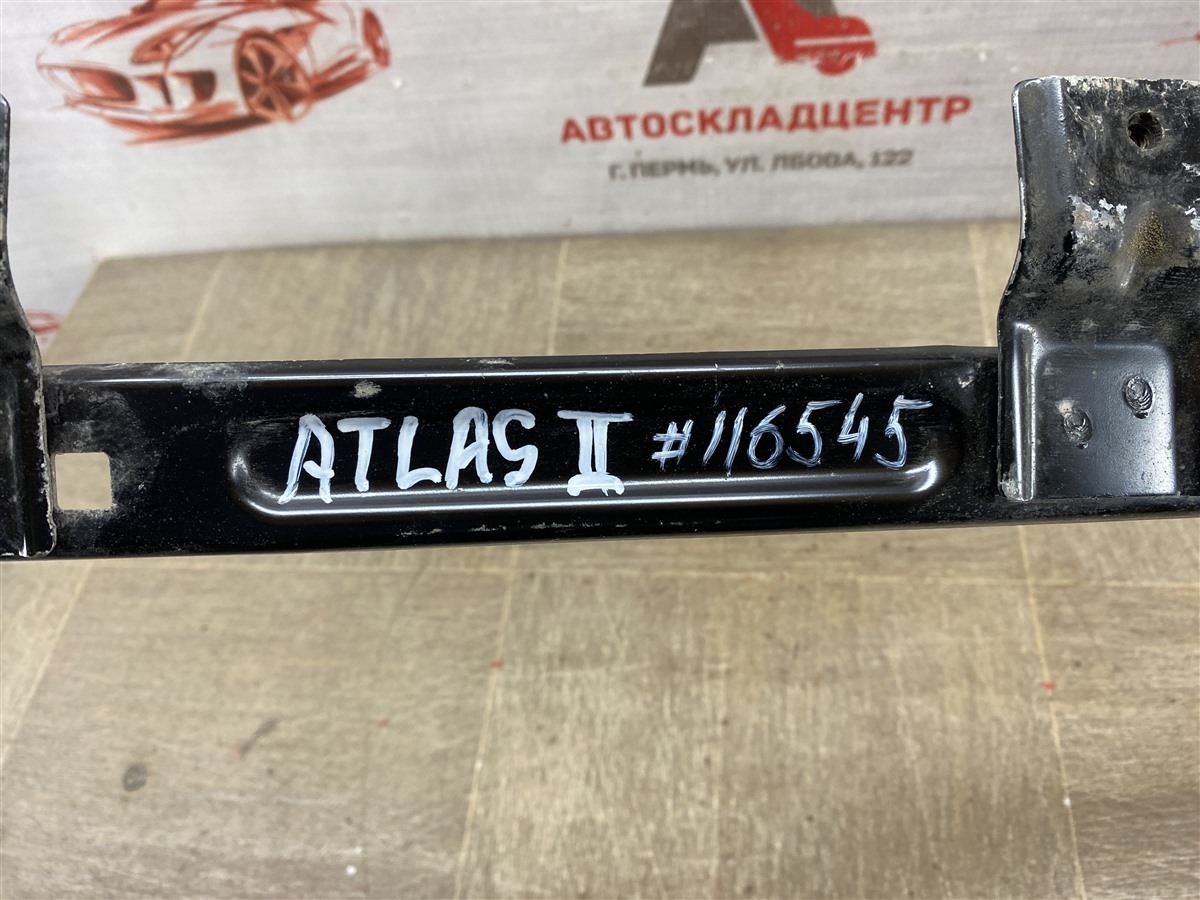 АВТОСКЛАДЦЕНТР
Г. ПЕРМЬ, УЛ. ЛБОВА, 122
ATLAS II #116545